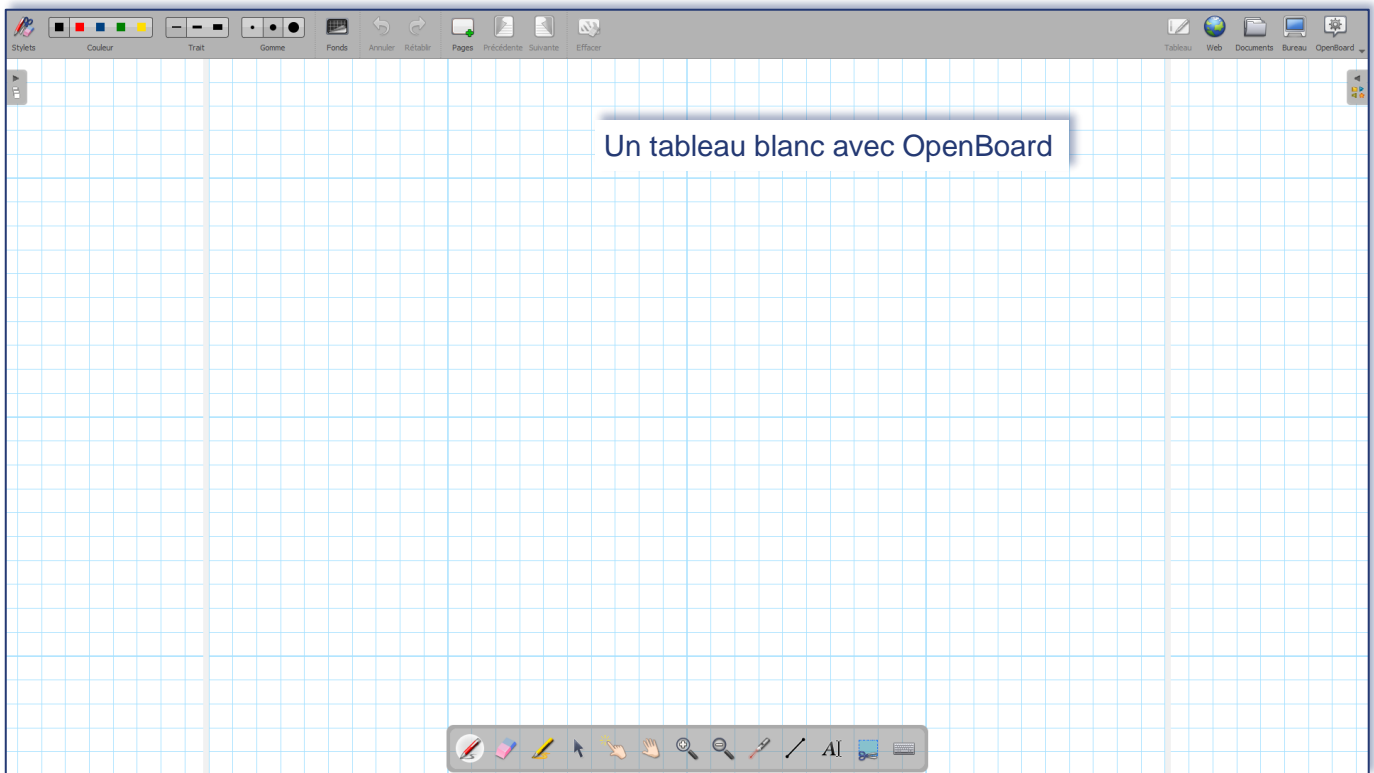 Stylets Couleur Trait Gomme Fonds Annuler Rétablir Pages Précédente Suivante Effacer Tableau Web Documents Bureau OpenBoard
Un tableau blanc avec OpenBoard
AI